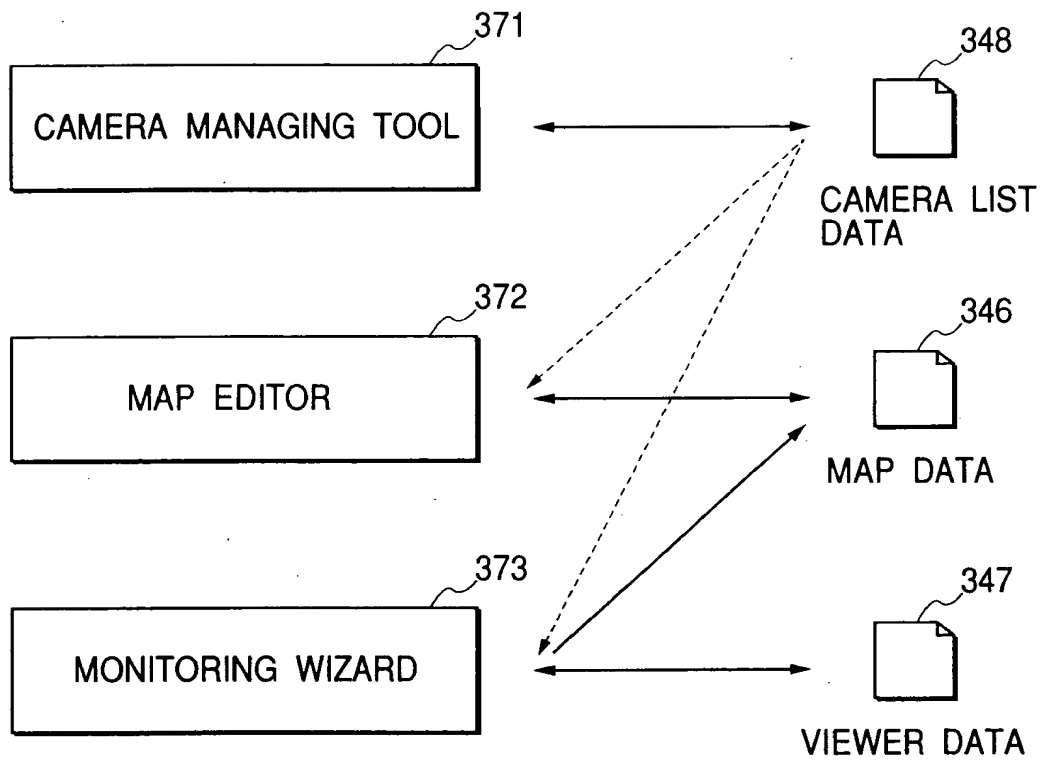 371
CAMERA MANAGING TOOL
348
CAMERA LIST
DATA
372
MAP EDITOR
346
MAP DATA
373
MONITORING WIZARD
347
VIEWER DATA